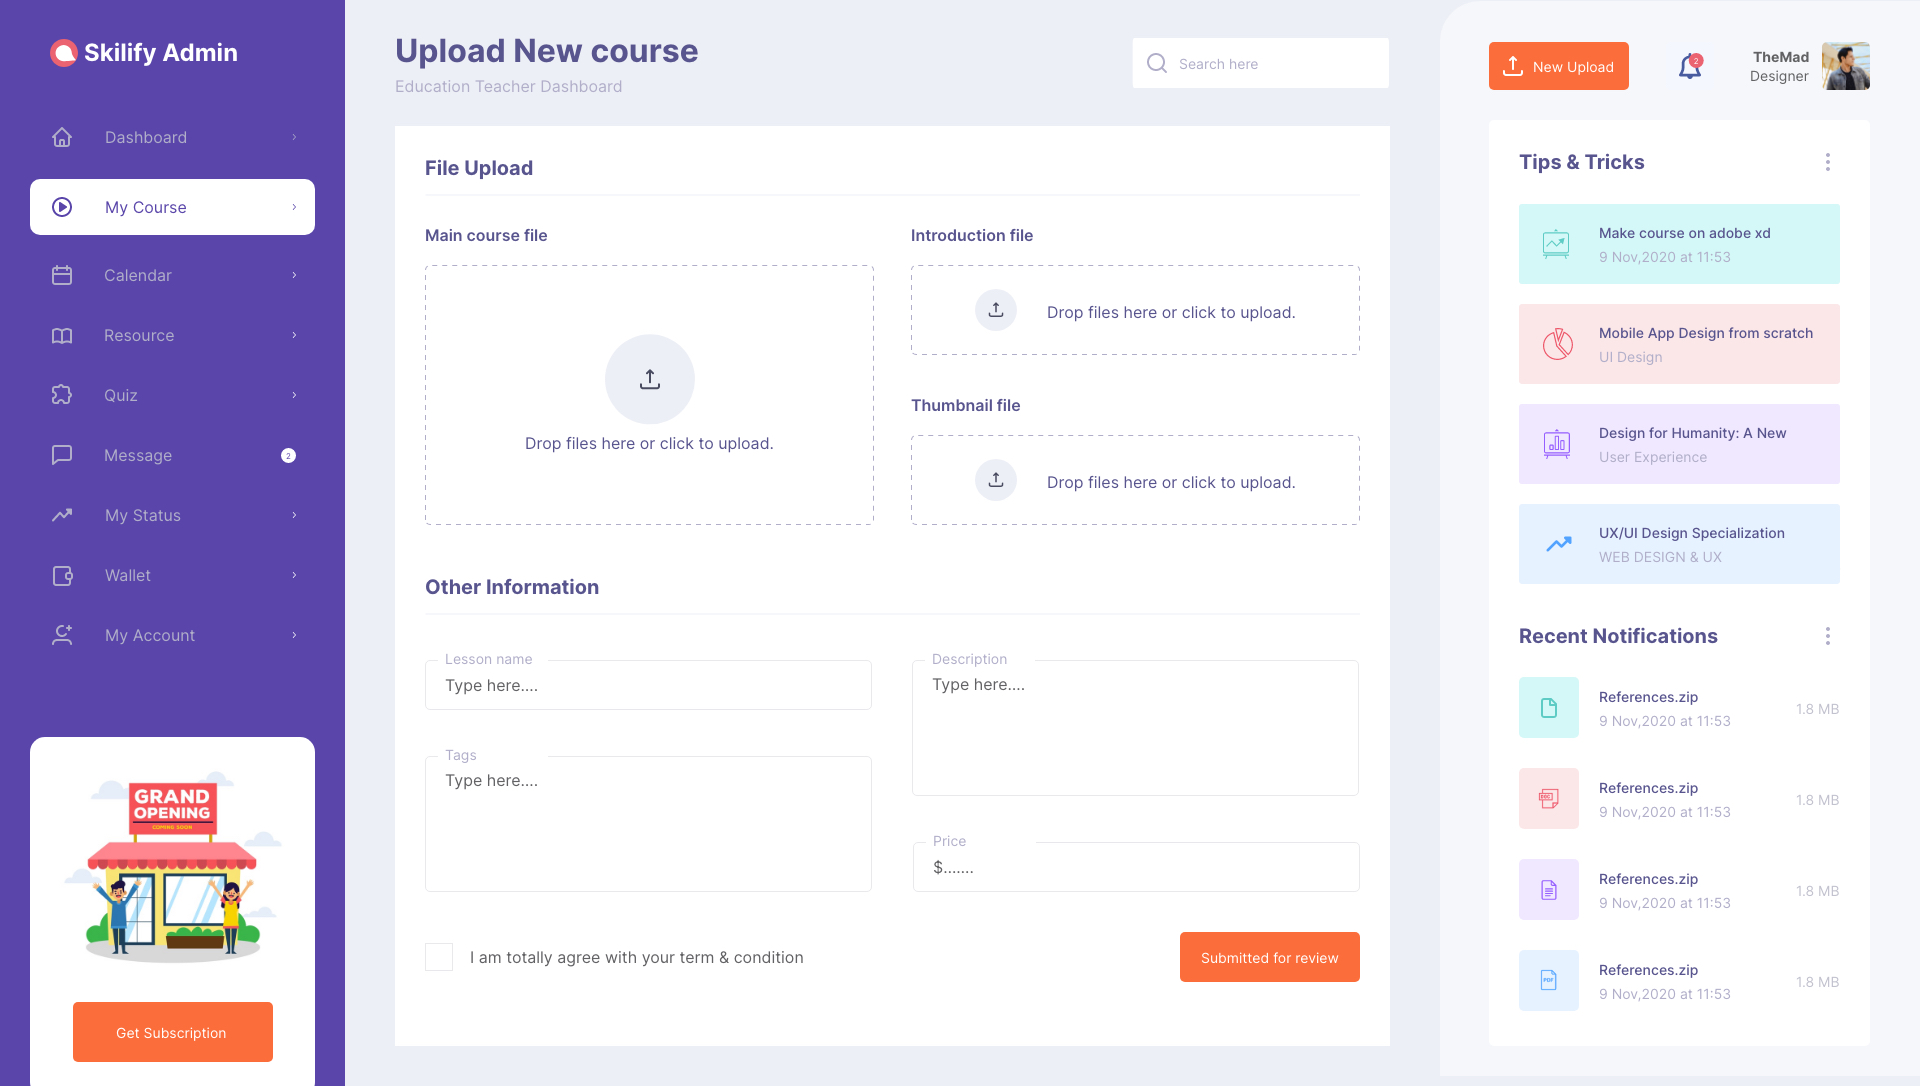 Skilify Admin
Dashboard
My Course
Calendar
Resource
Quiz
Message
2
My Status
Wallet
My Account
GRAND
OPENING
COMING SOON
Get Subscription
Upload New course
Education Teacher Dashboard
Search here
File Upload
Main course file
Drop files here or click to upload.
Introduction file
Drop files here or click to upload.
Thumbnail file
Drop files here or click to upload.
Other Information
Lesson name
Type here....
Tags
Type here....
Description
Type here....
Price
$.......
I am totally agree with your term & condition
Submitted for review
New Upload
2
TheMad
Designer
Tips & Tricks
Make course on adobe xd
9 Nov,2020 at 11:53
Mobile App Design from scratch
UI Design
Design for Humanity: A New
User Experience
UX/UI Design Specialization
WEB DESIGN & UX
Recent Notifications
References.zip
9 Nov,2020 at 11:53
1.8 MB
DOC
References.zip
9 Nov,2020 at 11:53
1.8 MB
References.zip
9 Nov,2020 at 11:53
1.8 MB
PDF
References.zip
9 Nov,2020 at 11:53
1.8 MB